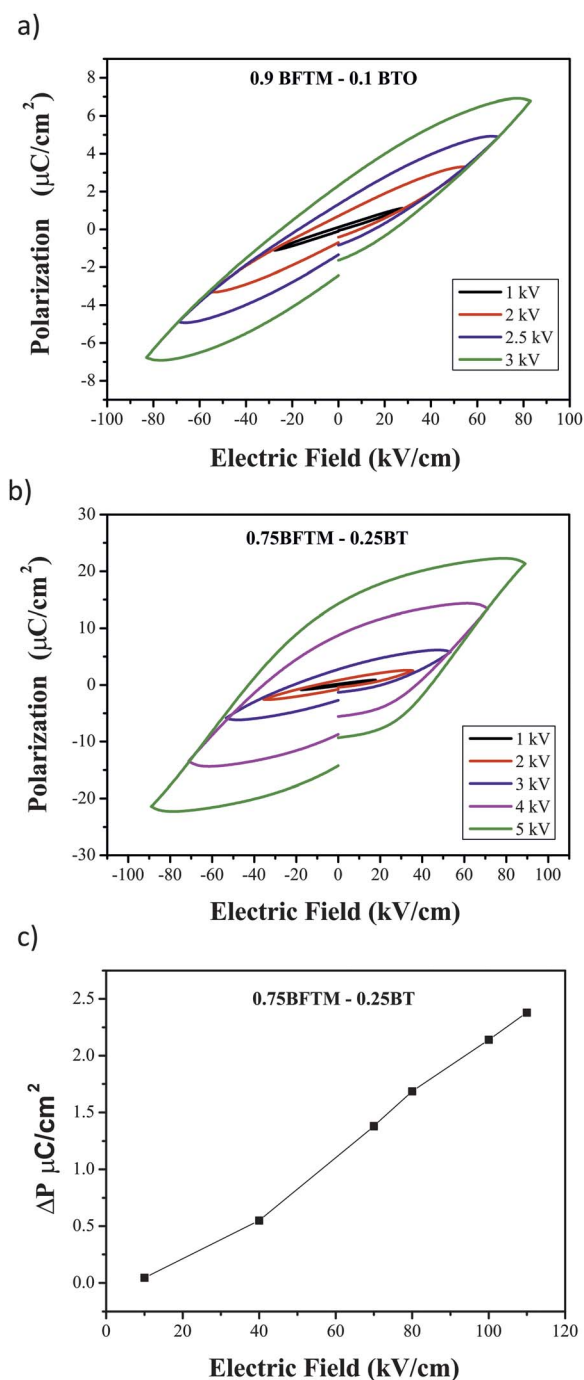 a)
0.9 BFTM - 0.1 BTO
8
6
4
2
0
-2
-4
-6
-8
Polarization (μC/cm²)
1 kV
2 kV
2.5 kV
3 kV
-100 -80 -60 -40 -20 0 20 40 60 80 100
Electric Field (kV/cm)
b)
0.75BFTM - 0.25BT
30
20
10
0
-10
-20
-30
Polarization (μC/cm²)
1 kV
2 kV
3 kV
4 kV
5 kV
-100 -80 -60 -40 -20 0 20 40 60 80 100
Electric Field (kV/cm)
c)
0.75BFTM - 0.25BT
2.5
2.0
1.5
1.0
0.5
0.0
ΔP μC/cm²
0 20 40 60 80 100 120
Electric Field (kV/cm)